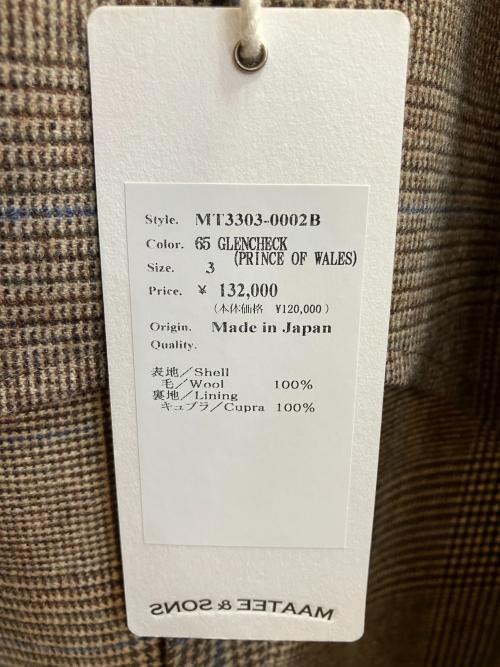 Style. MT3303-0002B
Color. 65 GLENCHECK
(PRINCE OF WALES)
Size. 3
Price. ¥ 132,000
(本体価格 ¥120,000)
Origin. Made in Japan
Quality.
表地／Shell
毛／Wool 100%
裏地／Lining
キュプラ／Cupra 100%
MAATEE & SONS